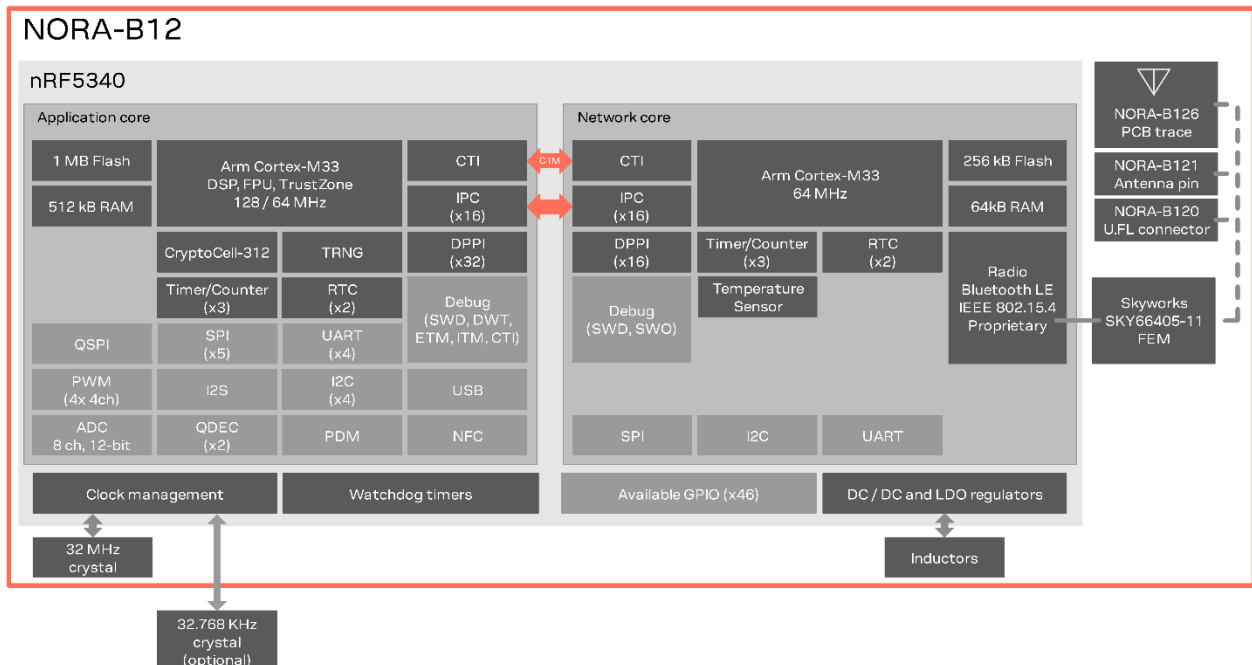 NORA-B12
nRF5340
Application core
1 MB Flash
512 kB RAM
Arm Cortex-M33
DSP, FPU, TrustZone
128 / 64 MHz
CTI
IPC
(x16)
CryptoCell-312
TRNG
DPPI
(x32)
Timer/Counter
(x3)
RTC
(x2)
Debug
(SWD, DWT,
ETM, ITM, CTI)
QSPI
SPI
(x5)
UART
(x4)
PWM
(4x 4ch)
I2S
I2C
(x4)
USB
ADC
8 ch, 12-bit
QDEC
(x2)
PDM
NFC
CTM
Network core
CTI
IPC
(x16)
Arm Cortex-M33
64 MHz
256 kB Flash
64kB RAM
DPPI
(x16)
Timer/Counter
(x3)
RTC
(x2)
Debug
(SWD, SWO)
Temperature
Sensor
Radio
Bluetooth LE
IEEE 802.15.4
Proprietary
SPI
I2C
UART
Clock management
Watchdog timers
Available GPIO (x46)
DC / DC and LDO regulators
32 MHz
crystal
Inductors
32.768 KHz
crystal
(optional)
NORA-B126
PCB trace
NORA-B121
Antenna pin
NORA-B120
U.FL connector
Skyworks
SKY66405-11
FEM